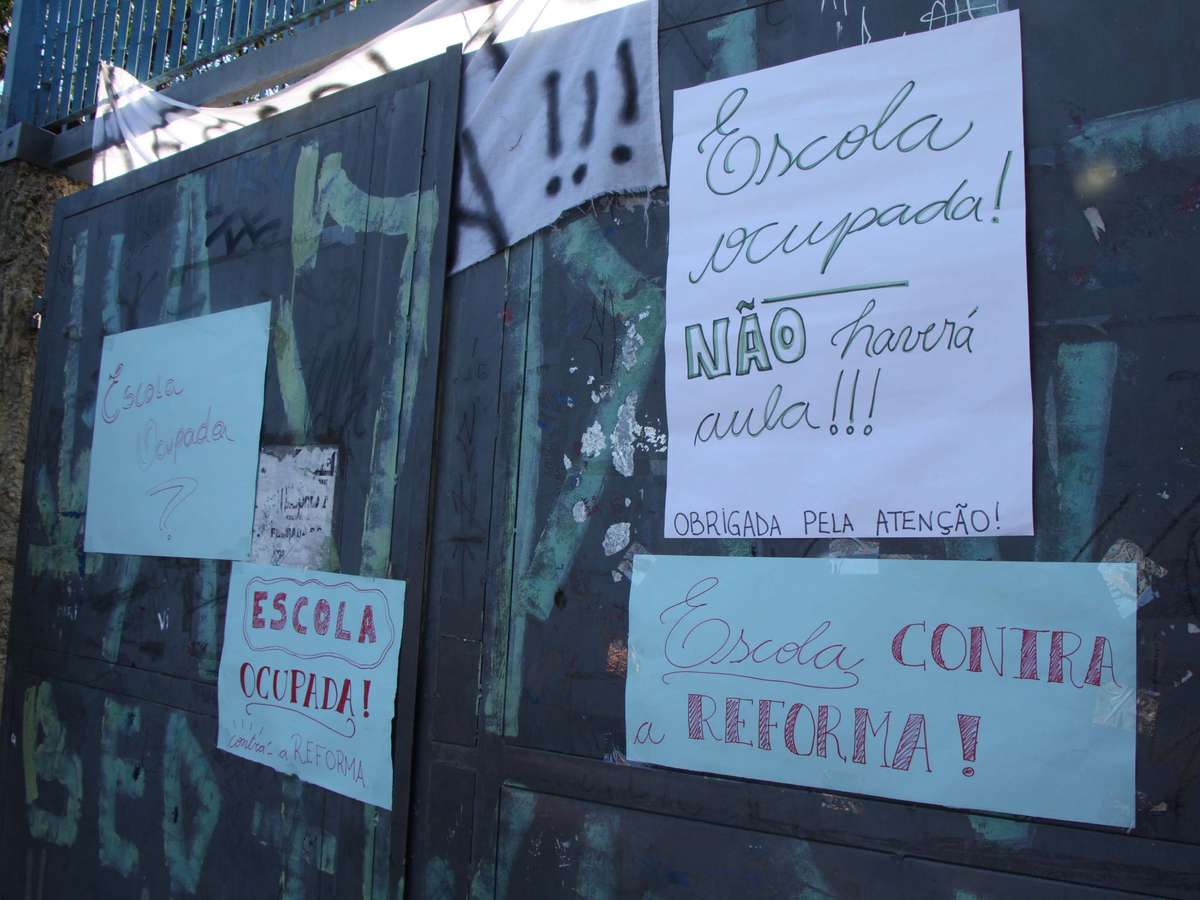 !!!
Escola
ocupada!
NÃO haverá
aula!!!
OBRIGADA PELA ATENÇÃO!
Escola
Ocupada
?
ESCOLA
OCUPADA!
contra a REFORMA
Escola CONTRA
a REFORMA!